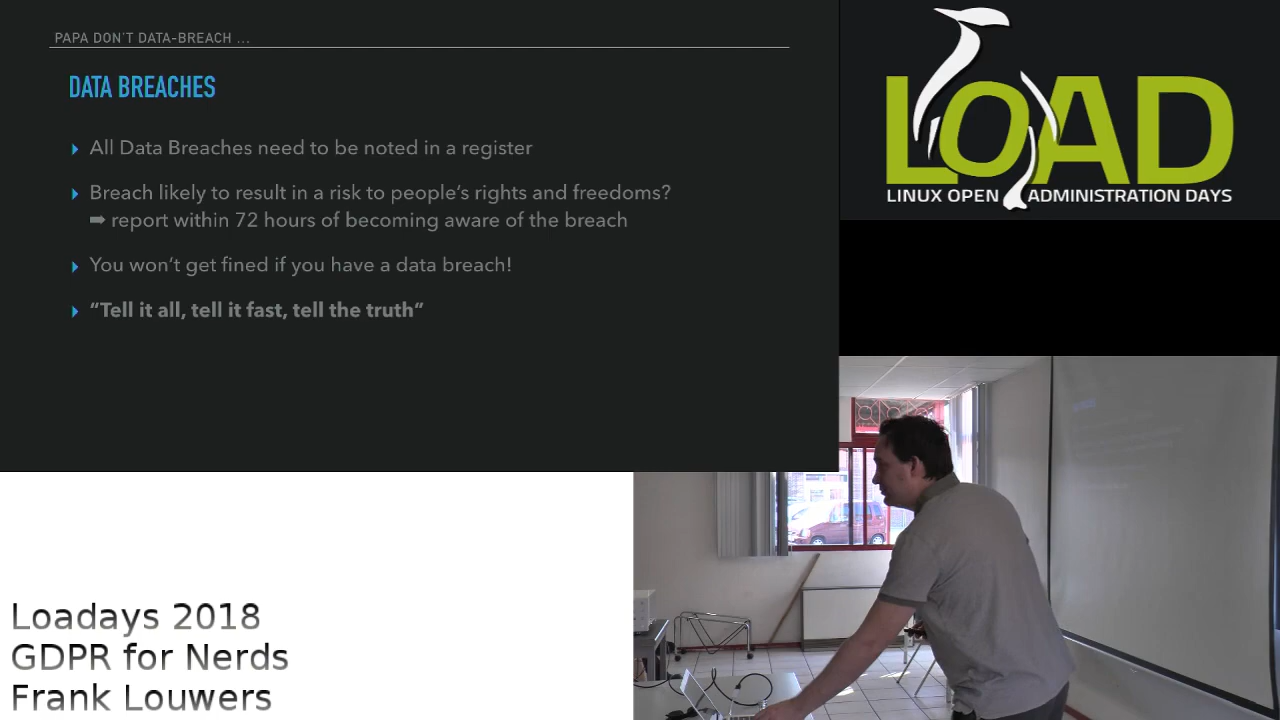 PAPA DON'T DATA-BREACH ...
DATA BREACHES
All Data Breaches need to be noted in a register
Breach likely to result in a risk to people's rights and freedoms?
➡ report within 72 hours of becoming aware of the breach
You won't get fined if you have a data breach!
"Tell it all, tell it fast, tell the truth"
LOAD
LINUX OPEN ADMINISTRATION DAYS
Loadays 2018
GDPR for Nerds
Frank Louwers